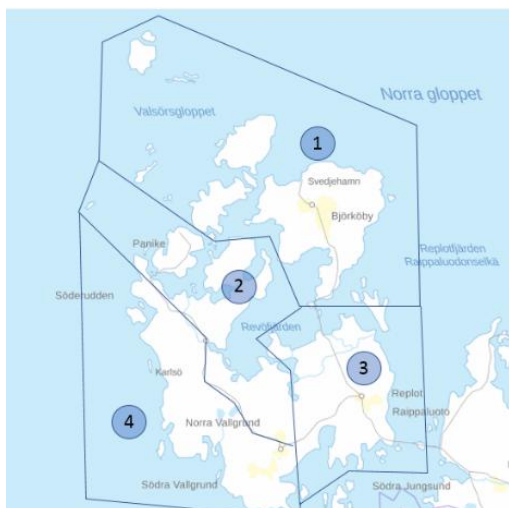 Norra gloppet
Valsörsgloppet
1
Svedjehamn
Björköby
Panike
Replotfjärden
Raippaluodonselkä
2
Söderudden
Revöfjärden
3
Karlsö
Replot
Raippaluoto
4
Norra Vallgrund
Södra Vallgrund
Södra Jungsund